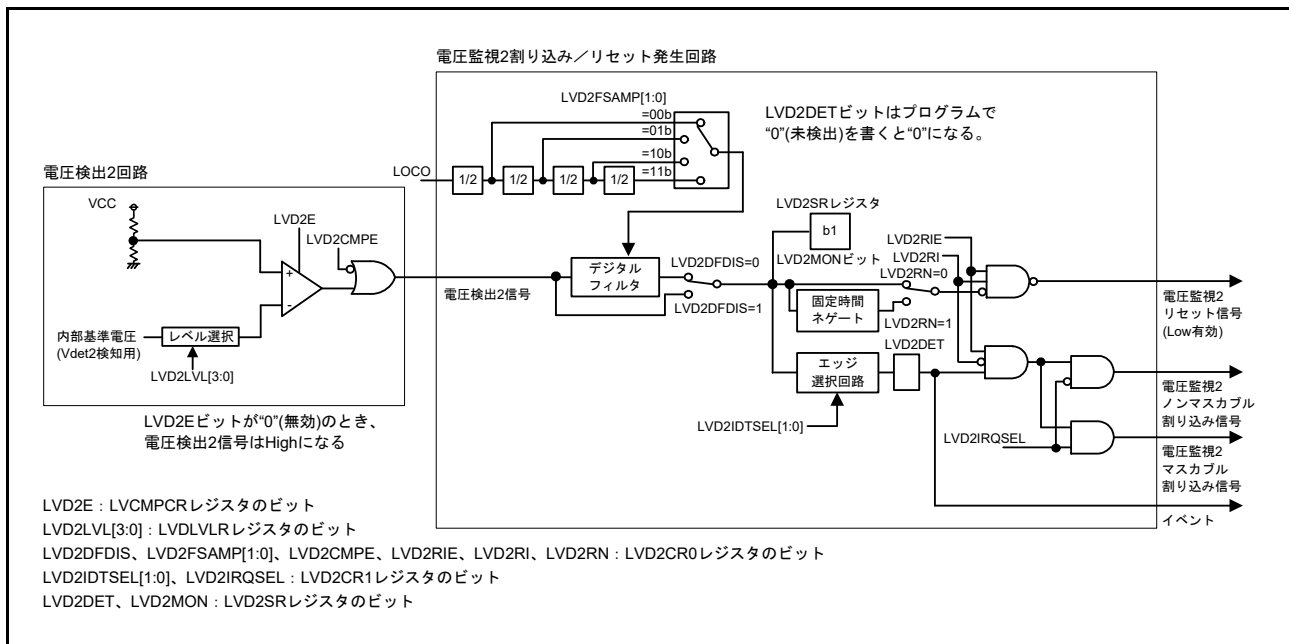 電圧監視2割り込み／リセット発生回路
LVD2FSAMP[1:0]
=00b
=01b
=10b
=11b
LOCO
1/2
1/2
1/2
1/2
LVD2DETビットはプログラムで
“0”(未検出)を書くと“0”になる。
電圧検出2回路
VCC
LVD2E
LVD2CMPE
+
-
内部基準電圧
(Vdet2検知用)
レベル選択
LVD2LVL[3:0]
LVD2Eビットが“0”(無効)のとき、
電圧検出2信号はHighになる
電圧検出2信号
デジタル
フィルタ
LVD2DFDIS=0
LVD2DFDIS=1
LVD2SRレジスタ
b1
LVD2MONビット
LVD2RIE
LVD2RI
LVD2RN=0
固定時間
ネゲート
LVD2RN=1
エッジ
選択回路
LVD2DET
LVD2IDTSEL[1:0]
LVD2IRQSEL
電圧監視2
リセット信号
(Low有効)
電圧監視2
ノンマスカブル
割り込み信号
電圧監視2
マスカブル
割り込み信号
イベント
LVD2E：LVCMPCRレジスタのビット
LVD2LVL[3:0]：LVDLVLRレジスタのビット
LVD2DFDIS、LVD2FSAMP[1:0]、LVD2CMPE、LVD2RIE、LVD2RI、LVD2RN：LVD2CR0レジスタのビット
LVD2IDTSEL[1:0]、LVD2IRQSEL：LVD2CR1レジスタのビット
LVD2DET、LVD2MON：LVD2SRレジスタのビット